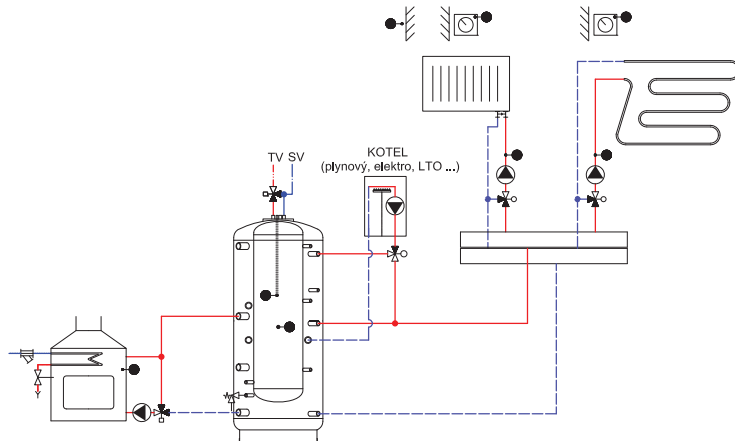 TV SV
KOTEL
(plynový, elektro, LTO ...)